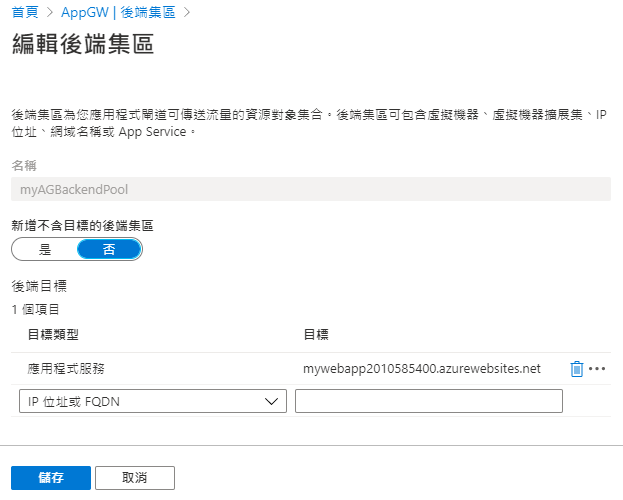 首頁 > AppGW | 後端集區 >
編輯後端集區
後端集區為您應用程式閘道可傳送流量的資源對象集合。後端集區可包含虛擬機器、虛擬機器擴展集、IP
位址、網域名稱或 App Service。
名稱
myAGBackendPool
新增不含目標的後端集區
是 否
後端目標
1 個項目
目標類型 目標
應用程式服務 mywebapp2010585400.azurewebsites.net
IP 位址或 FQDN
儲存 取消